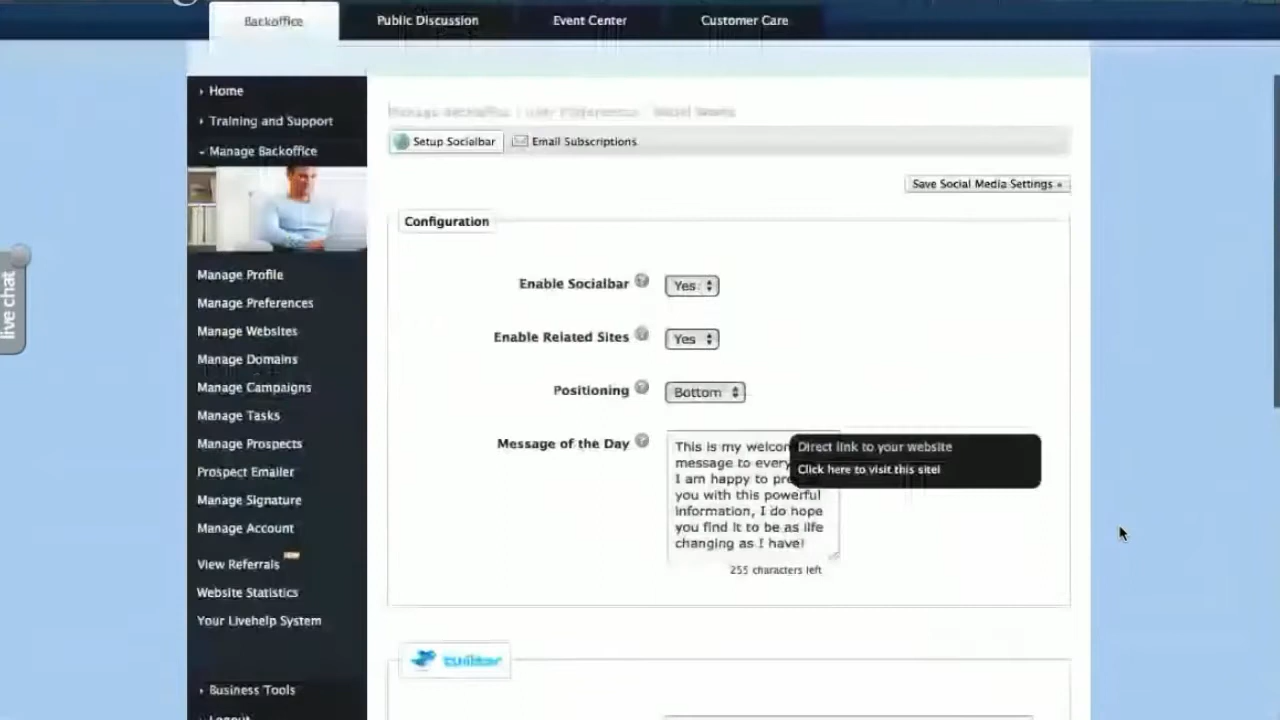 Backoffice
Public Discussion
Event Center
Customer Care
Home
Training and Support
Manage Backoffice
Setup Socialbar
Email Subscriptions
Save Social Media Settings »
Configuration
live chat
Manage Profile
Enable Socialbar
Yes
Manage Preferences
Manage Websites
Enable Related Sites
Yes
Manage Domains
Manage Campaigns
Positioning
Bottom
Manage Tasks
Manage Prospects
Message of the Day
This is my welcom
message to every
I am happy to pre
you with this powerful
information, I do hope
you find it to be as life
changing as I have!
Direct link to your website
Click here to visit this site!
255 characters left
Prospect Emailer
Manage Signature
Manage Account
View Referrals
Website Statistics
Your Livehelp System
twitter
Business Tools
Logout